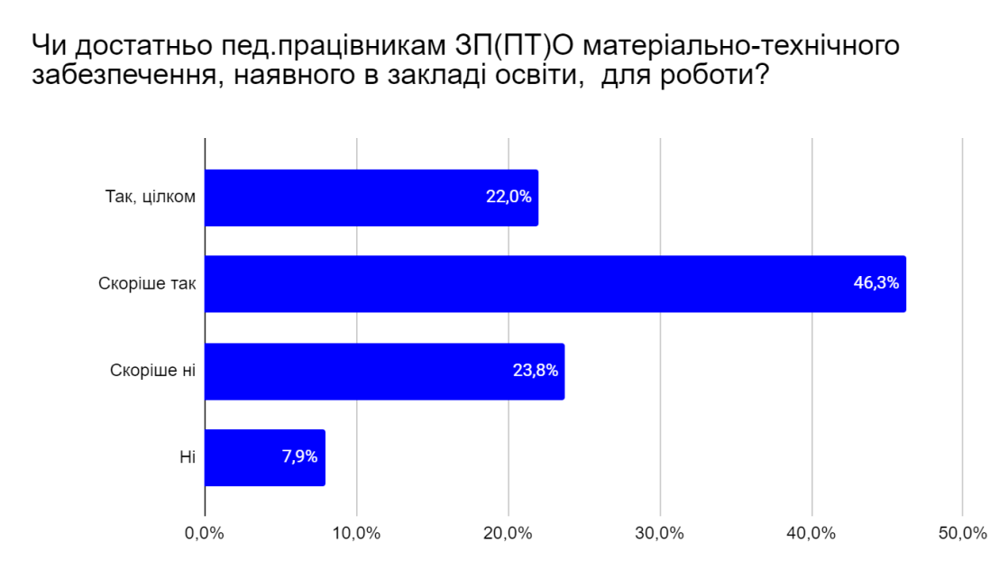 Чи достатньо пед.працівникам ЗП(ПТ)О матеріально-технічного
забезпечення, наявного в закладі освіти,  для роботи?
Так, цілком
22,0%
Скоріше так
46,3%
Скоріше ні
23,8%
Ні
7,9%
0,0%
10,0%
20,0%
30,0%
40,0%
50,0%